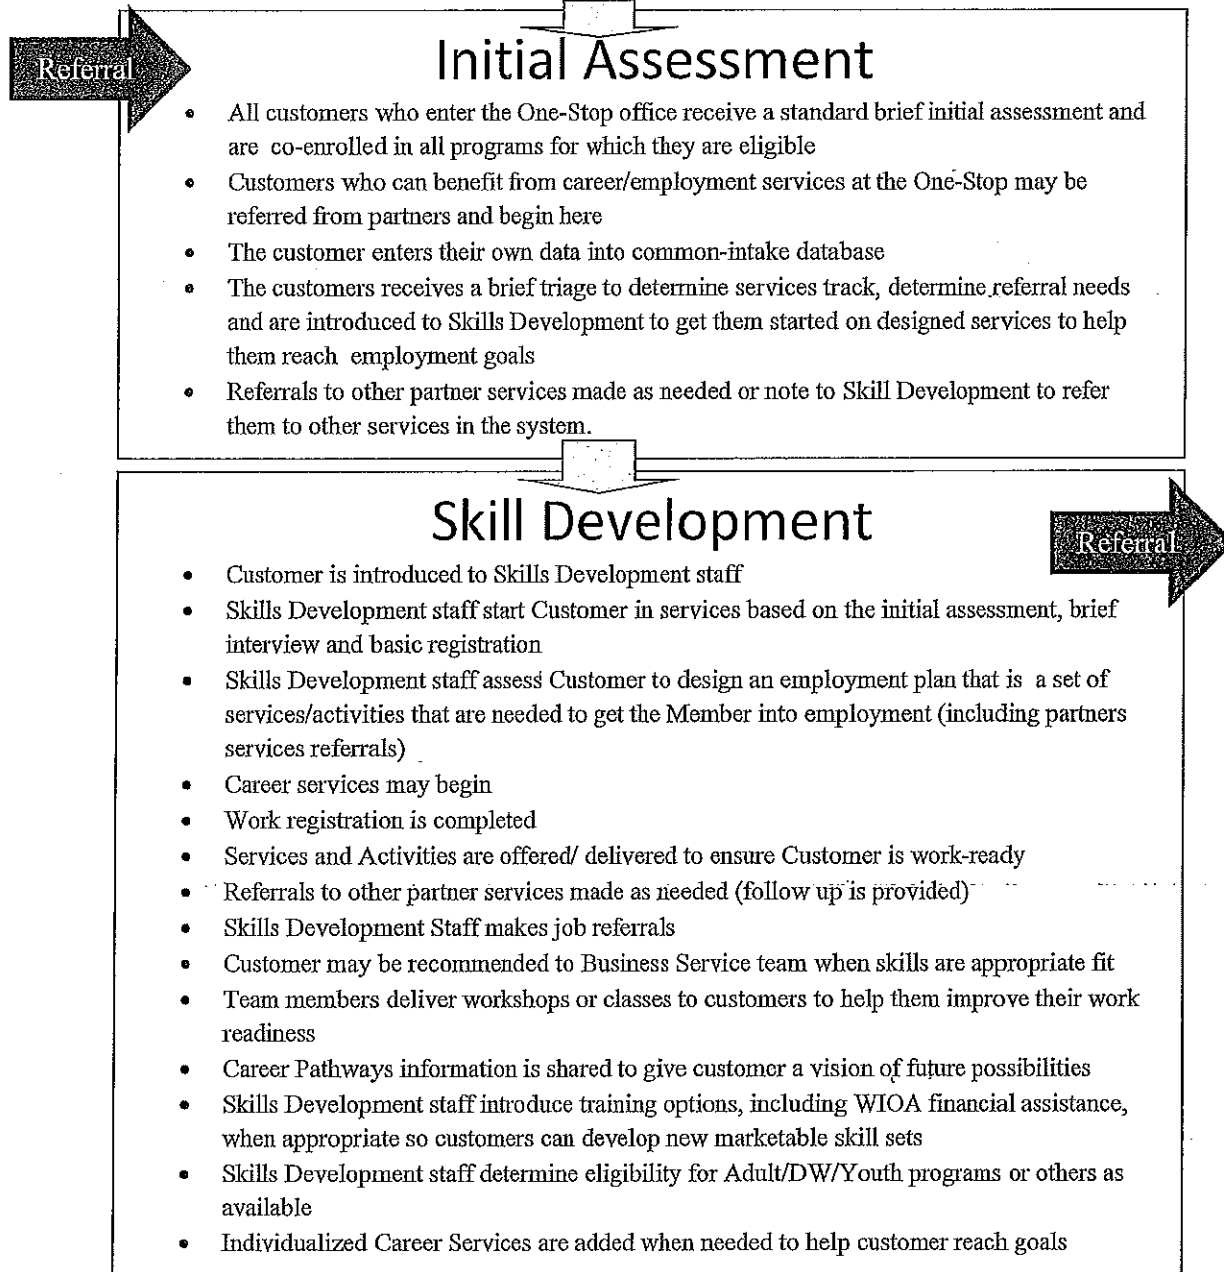 Referral
Initial Assessment
• All customers who enter the One-Stop office receive a standard brief initial assessment and
are co-enrolled in all programs for which they are eligible
• Customers who can benefit from career/employment services at the One-Stop may be
referred from partners and begin here
• The customer enters their own data into common-intake database
• The customers receives a brief triage to determine services track, determine referral needs
and are introduced to Skills Development to get them started on designed services to help
them reach employment goals
• Referrals to other partner services made as needed or note to Skill Development to refer
them to other services in the system.
Skill Development
Referral
• Customer is introduced to Skills Development staff
• Skills Development staff start Customer in services based on the initial assessment, brief
interview and basic registration
• Skills Development staff assess Customer to design an employment plan that is a set of
services/activities that are needed to get the Member into employment (including partners
services referrals)
• Career services may begin
• Work registration is completed
• Services and Activities are offered/ delivered to ensure Customer is work-ready
• Referrals to other partner services made as needed (follow up is provided)
• Skills Development Staff makes job referrals
• Customer may be recommended to Business Service team when skills are appropriate fit
• Team members deliver workshops or classes to customers to help them improve their work
readiness
• Career Pathways information is shared to give customer a vision of future possibilities
• Skills Development staff introduce training options, including WIOA financial assistance,
when appropriate so customers can develop new marketable skill sets
• Skills Development staff determine eligibility for Adult/DW/Youth programs or others as
available
• Individualized Career Services are added when needed to help customer reach goals